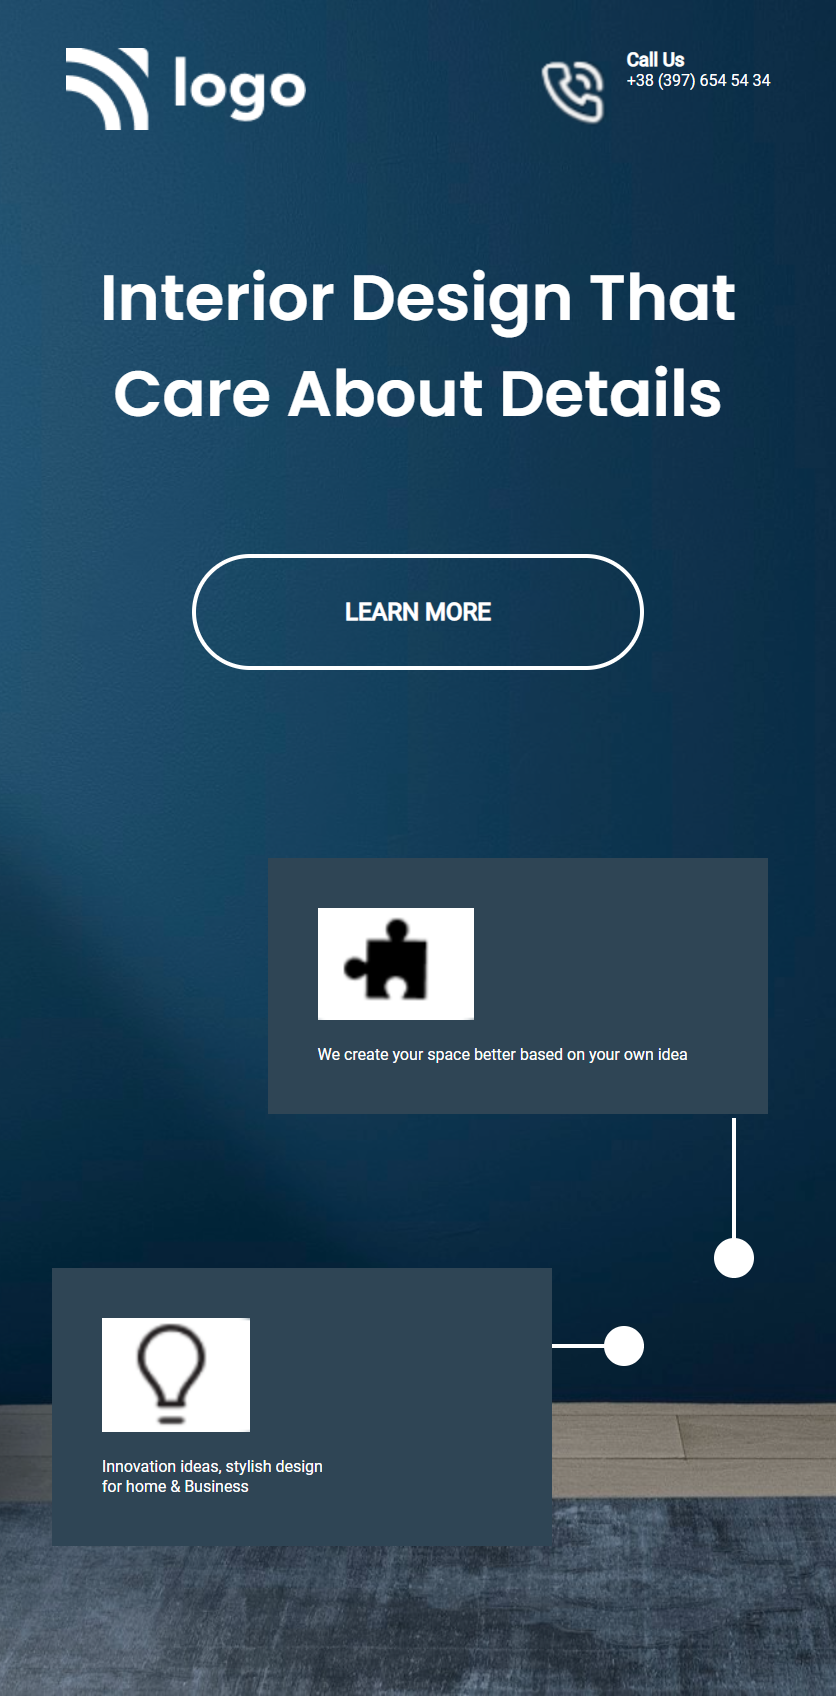 logo
Call Us
+38 (397) 654 54 34
Interior Design That
Care About Details
LEARN MORE
We create your space better based on your own idea
Innovation ideas, stylish design
for home & Business